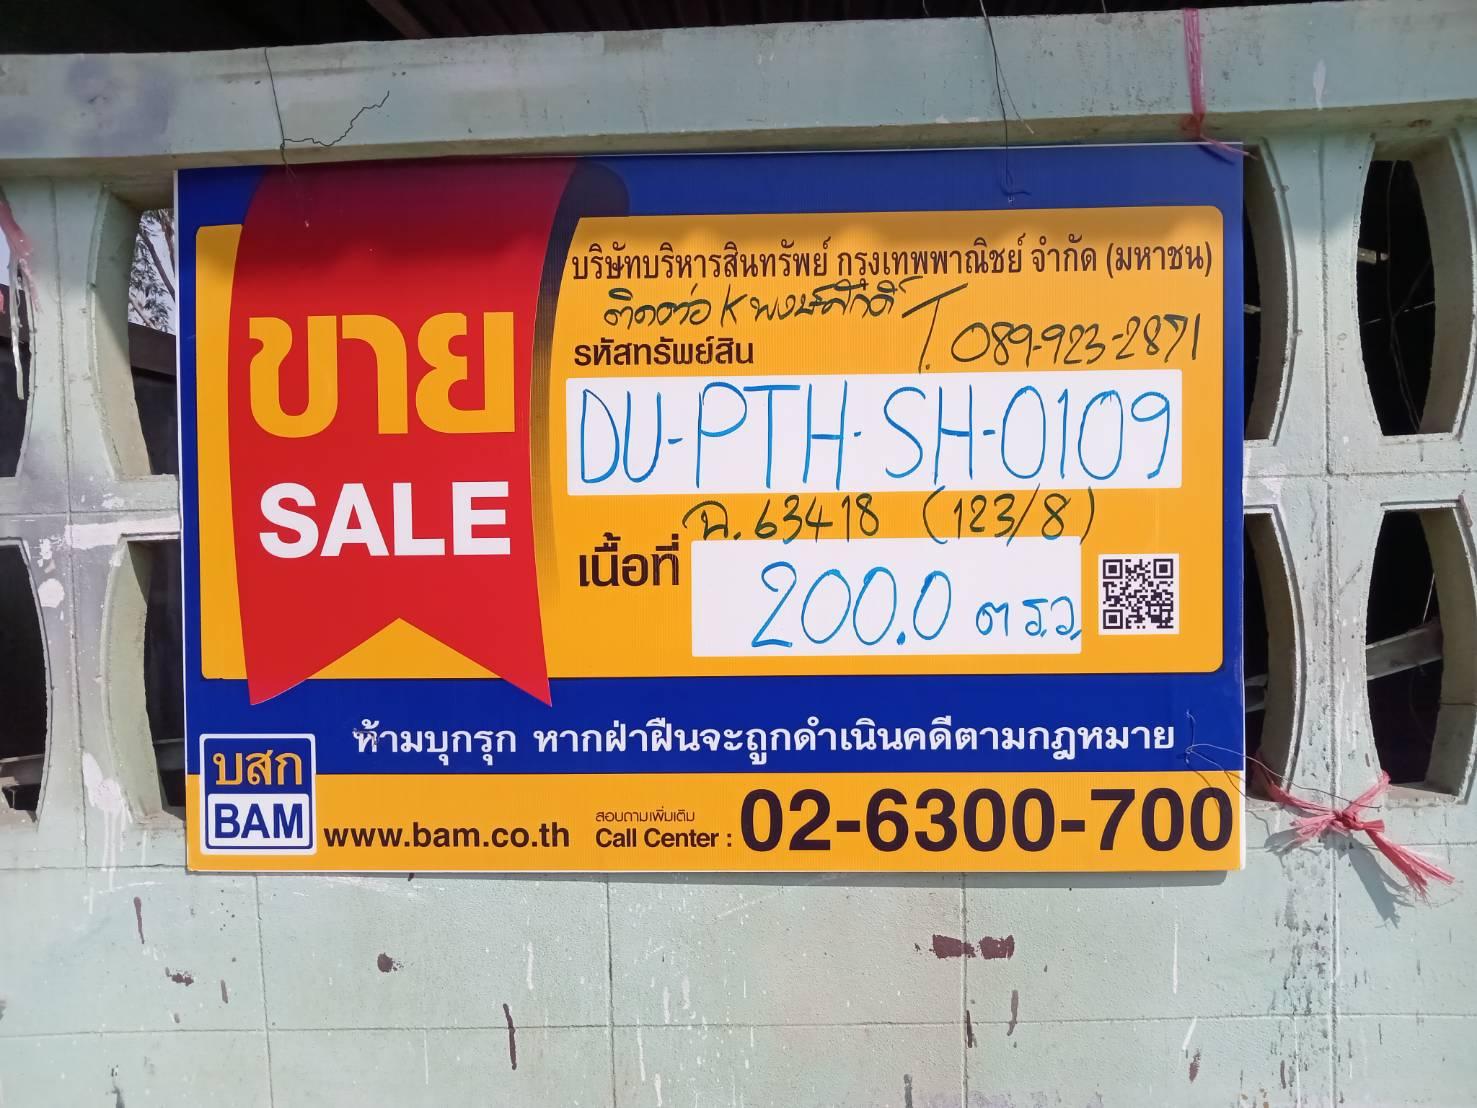 บริษัทบริหารสินทรัพย์ กรุงเทพพาณิชย์ จำกัด (มหาชน)
ติดต่อ K พงษ์ศักดิ์ T. 089-923-2871
รหัสทรัพย์สิน
DU-PTH-SH-0109
ขาย
SALE
ฉ.63418 (123/8)
เนื้อที่
200.0 ตร.ว.
ห้ามบุกรุก หากฝ่าฝืนจะถูกดำเนินคดีตามกฎหมาย
บสก
BAM
www.bam.co.th
สอบถามเพิ่มเติม
Call Center : 02-6300-700